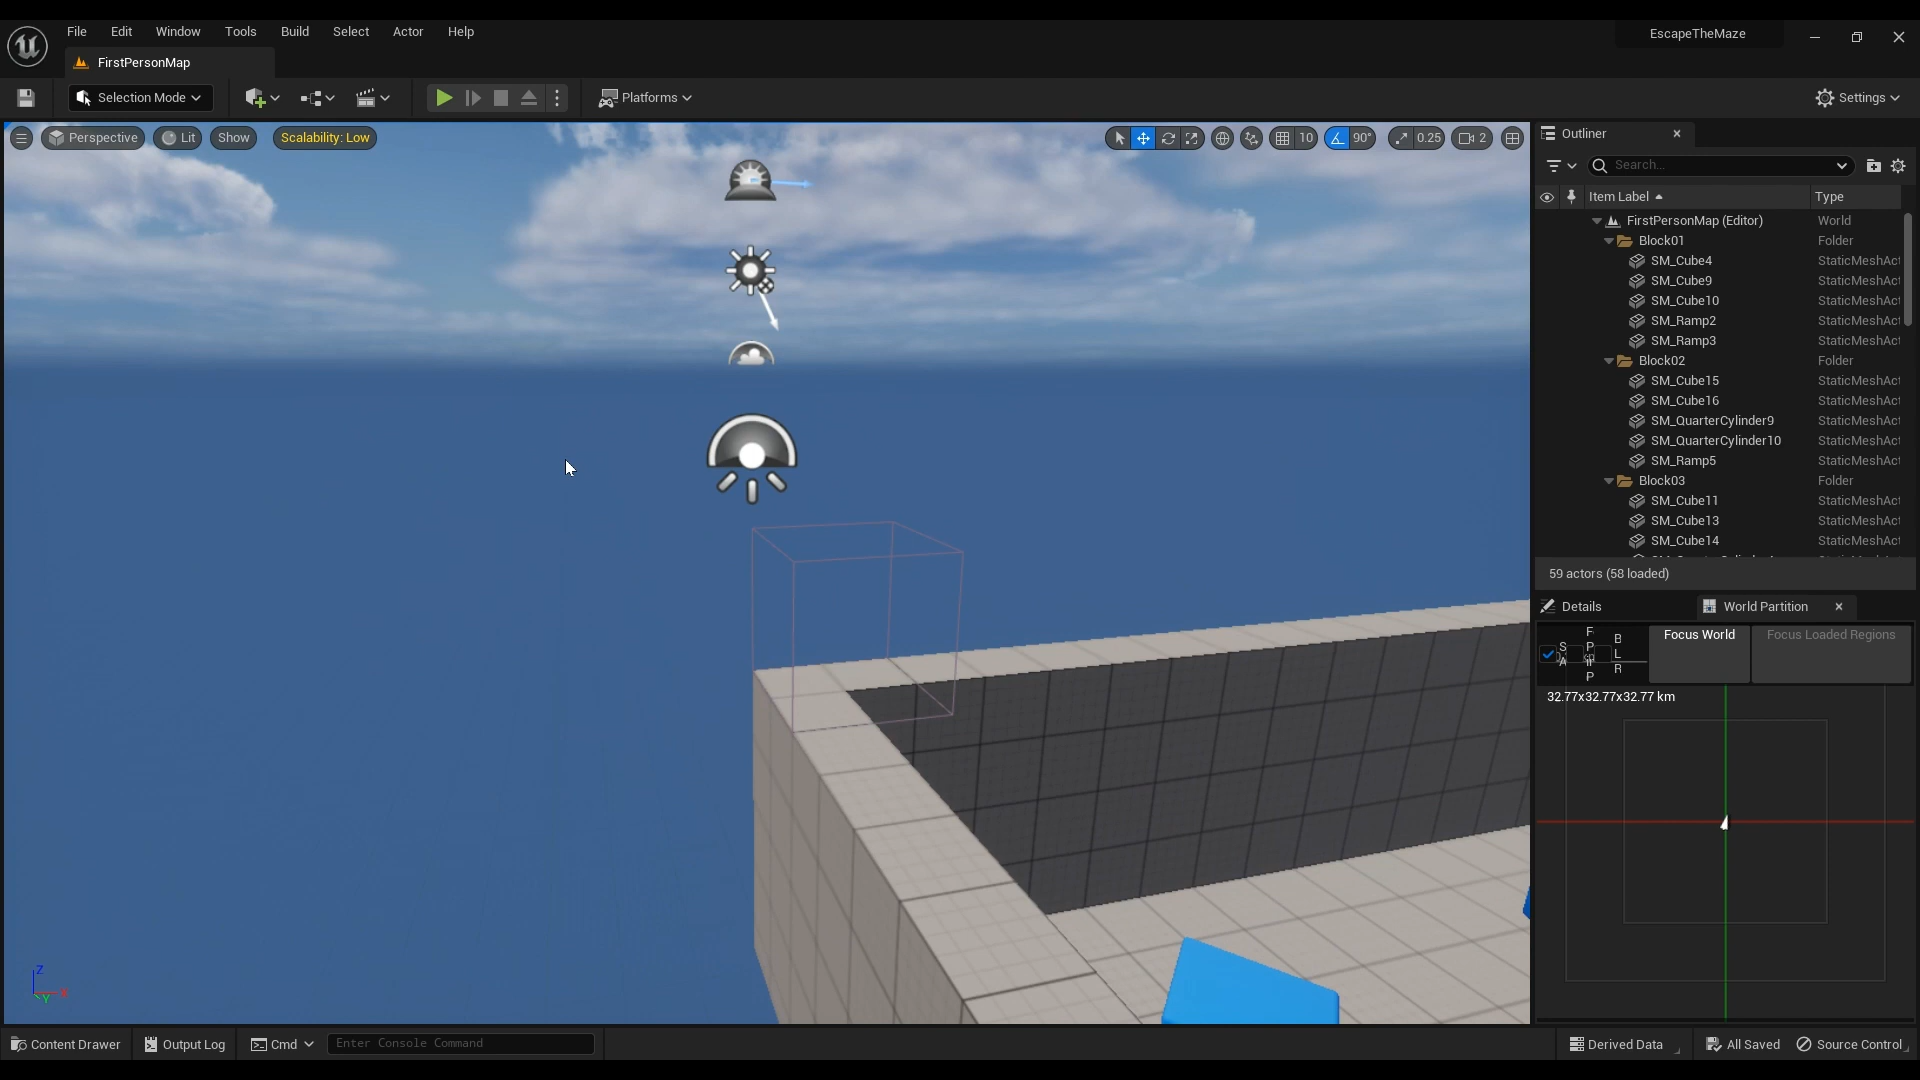 File Edit Window Tools Build Select Actor Help
EscapeTheMaze
FirstPersonMap
Selection Mode
Platforms
Settings
Perspective Lit Show Scalability: Low
10 90° 0.25 2
Outliner
Search...
Item Label Type
FirstPersonMap (Editor) World
Block01 Folder
SM_Cube4 StaticMeshAct
SM_Cube9 StaticMeshAct
SM_Cube10 StaticMeshAct
SM_Ramp2 StaticMeshAct
SM_Ramp3 StaticMeshAct
Block02 Folder
SM_Cube15 StaticMeshAct
SM_Cube16 StaticMeshAct
SM_QuarterCylinder9 StaticMeshAct
SM_QuarterCylinder10 StaticMeshAct
SM_Ramp5 StaticMeshAct
Block03 Folder
SM_Cube11 StaticMeshAct
SM_Cube13 StaticMeshAct
SM_Cube14 StaticMeshAct
59 actors (58 loaded)
Details World Partition
Focus World Focus Loaded Regions
32.77x32.77x32.77 km
Z
X
Y
Content Drawer Output Log Cmd Enter Console Command
Derived Data All Saved Source Control